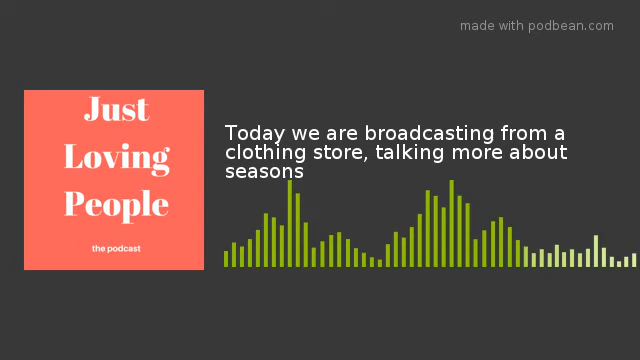 made with podbean.com
Just
Loving
People
the podcast
Today we are broadcasting from a
clothing store, talking more about
seasons